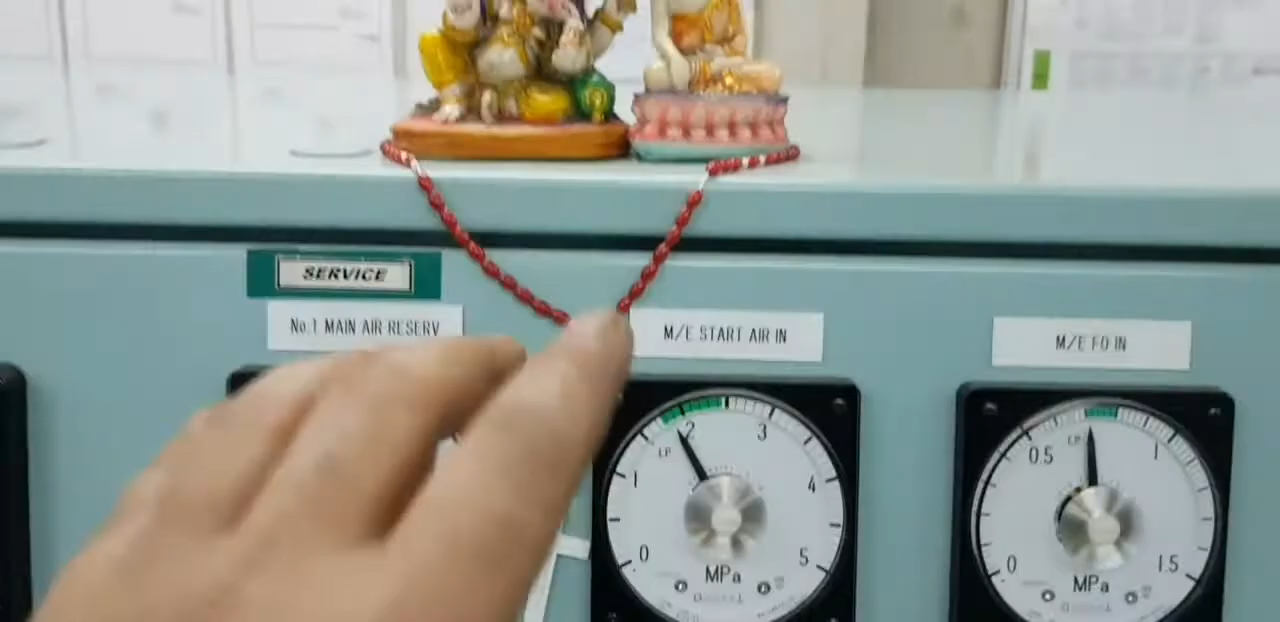 SERVICE
No.1 MAIN AIR RESERV
M/E START AIR IN
M/E FO IN
LP
0
1
2
3
4
5
MPa
LP
0
0.5
1
1.5
MPa